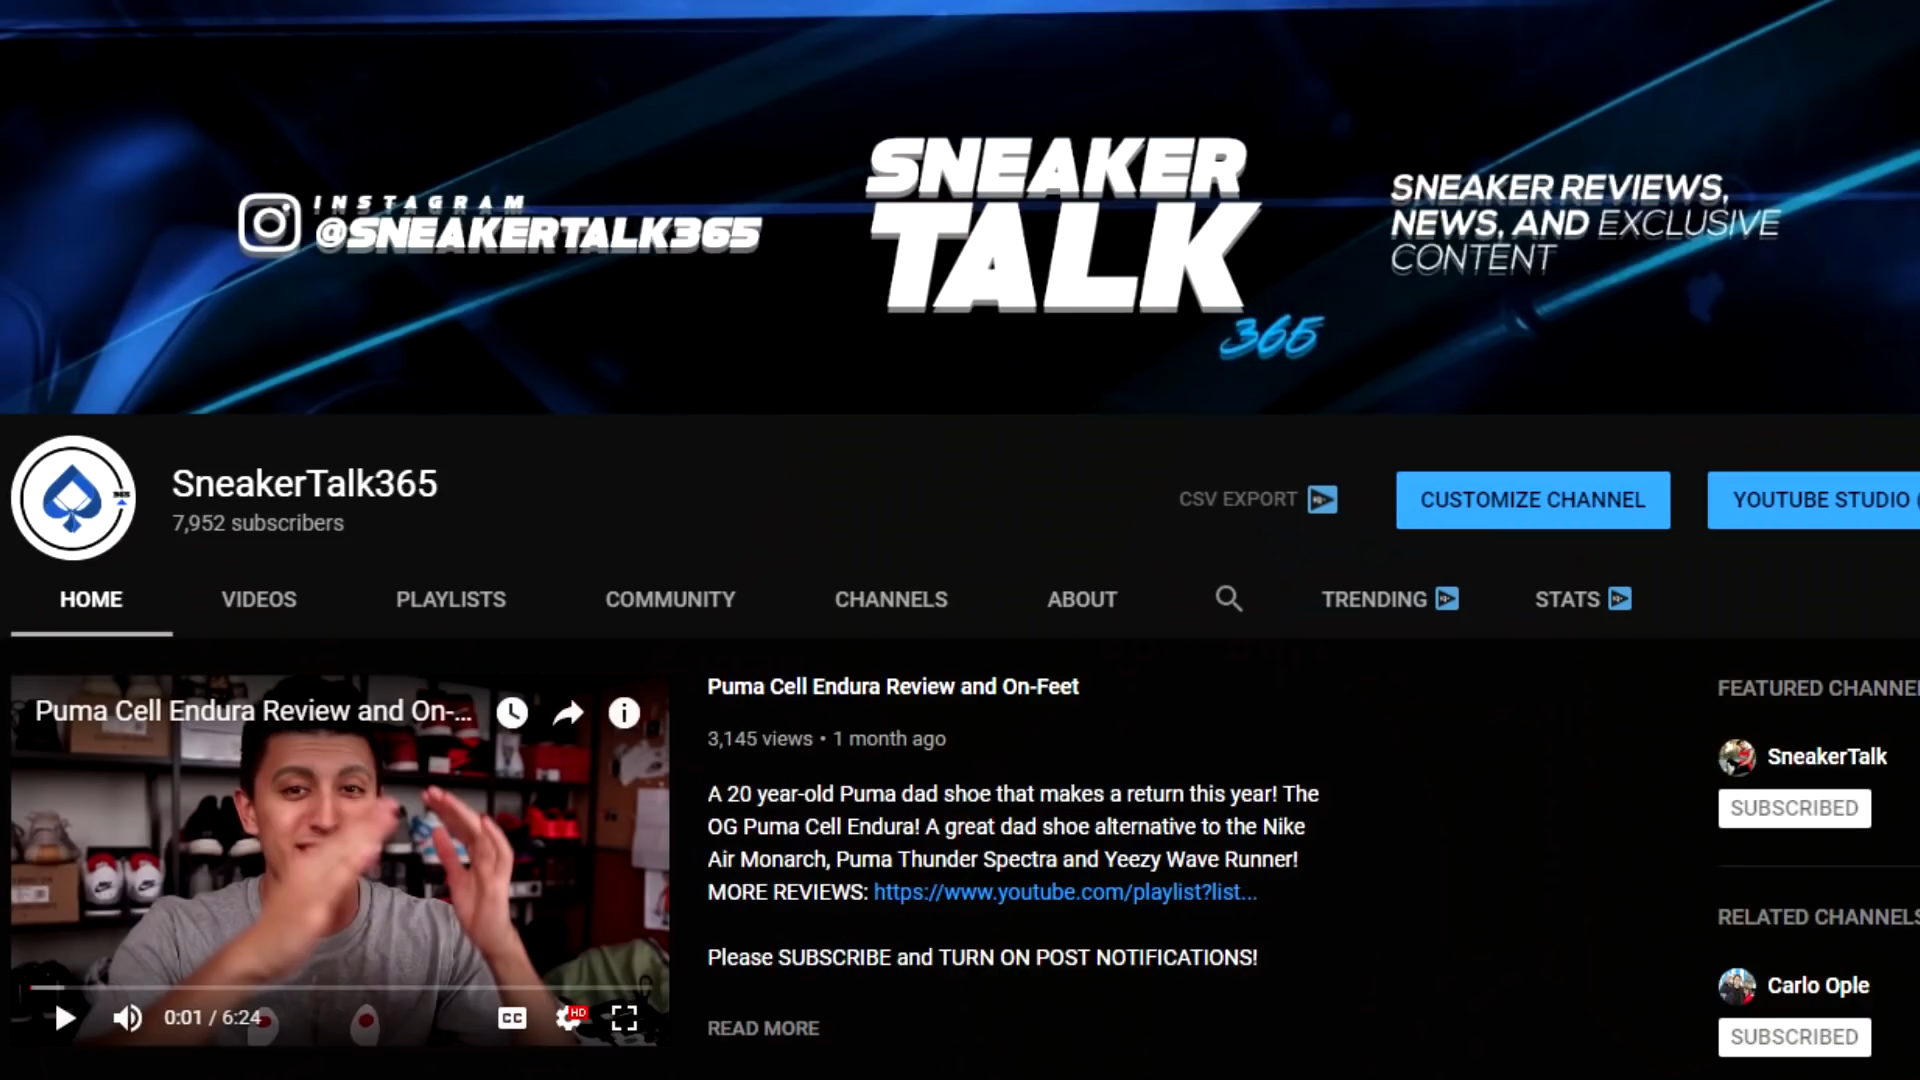 INSTAGRAM
@SNEAKERTALK365
SNEAKER
TALK
365
SNEAKER REVIEWS,
NEWS, AND EXCLUSIVE
CONTENT
SneakerTalk365
7,952 subscribers
CSV EXPORT
CUSTOMIZE CHANNEL
YOUTUBE STUDIO (
HOME
VIDEOS
PLAYLISTS
COMMUNITY
CHANNELS
ABOUT
TRENDING
STATS
Puma Cell Endura Review and On-...
0:01 / 6:24
CC
HD
Puma Cell Endura Review and On-Feet
3,145 views • 1 month ago
A 20 year-old Puma dad shoe that makes a return this year! The
OG Puma Cell Endura! A great dad shoe alternative to the Nike
Air Monarch, Puma Thunder Spectra and Yeezy Wave Runner!
MORE REVIEWS: https://www.youtube.com/playlist?list...
Please SUBSCRIBE and TURN ON POST NOTIFICATIONS!
READ MORE
FEATURED CHANNE
SneakerTalk
SUBSCRIBED
RELATED CHANNELS
Carlo Ople
SUBSCRIBED